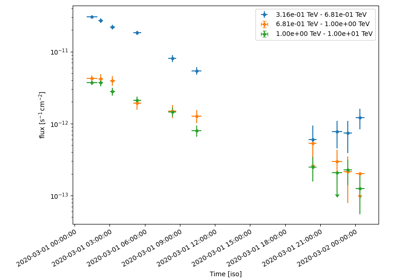 3.16e-01 TeV - 6.81e-01 TeV
6.81e-01 TeV - 1.00e+00 TeV
1.00e+00 TeV - 1.00e+01 TeV
10⁻¹¹
10⁻¹²
10⁻¹³
flux [s⁻¹ cm⁻²]
2020-03-01 00:00:00
2020-03-01 03:00:00
2020-03-01 06:00:00
2020-03-01 09:00:00
2020-03-01 12:00:00
2020-03-01 15:00:00
2020-03-01 18:00:00
2020-03-01 21:00:00
2020-03-02 00:00:00
Time [iso]